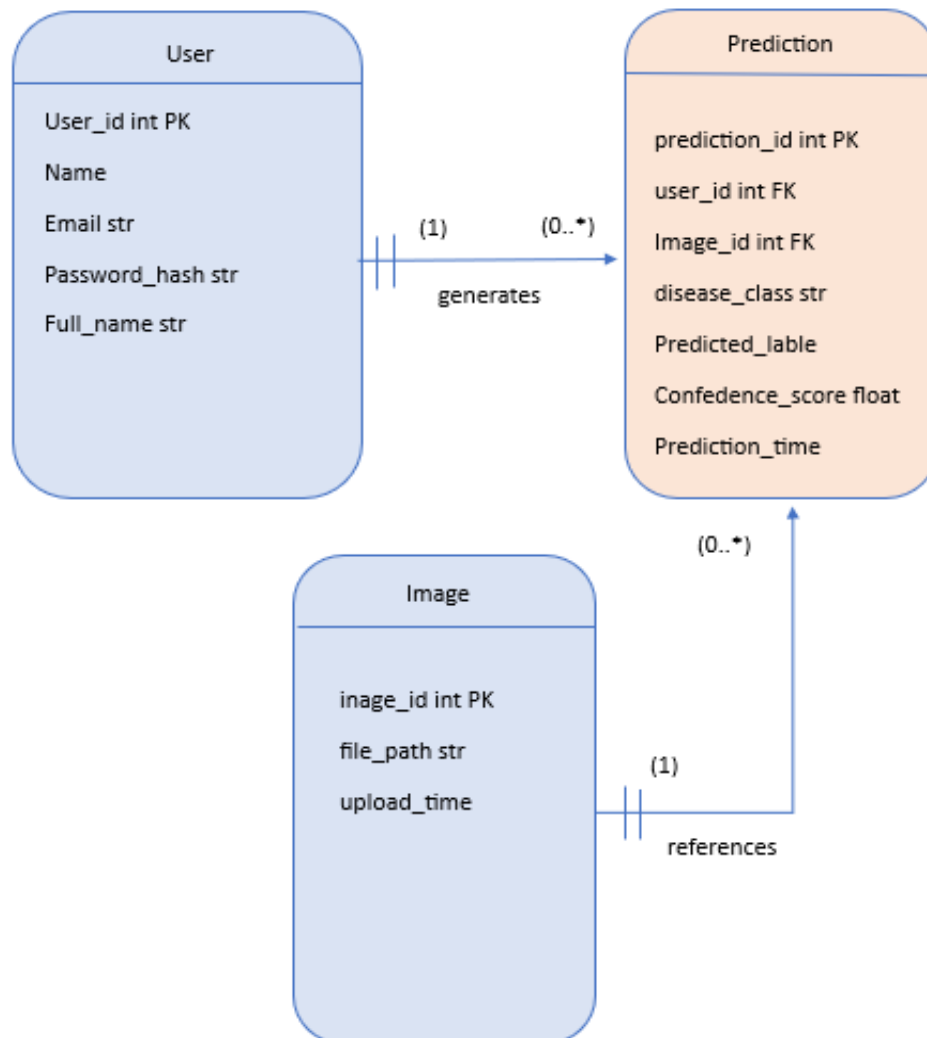 User
User_id int PK
Name
Email str
Password_hash str
Full_name str
(1)
(0..*)
generates
Prediction
prediction_id int PK
user_id int FK
Image_id int FK
disease_class str
Predicted_lable
Confedence_score float
Prediction_time
(0..*)
Image
inage_id int PK
file_path str
upload_time
(1)
references